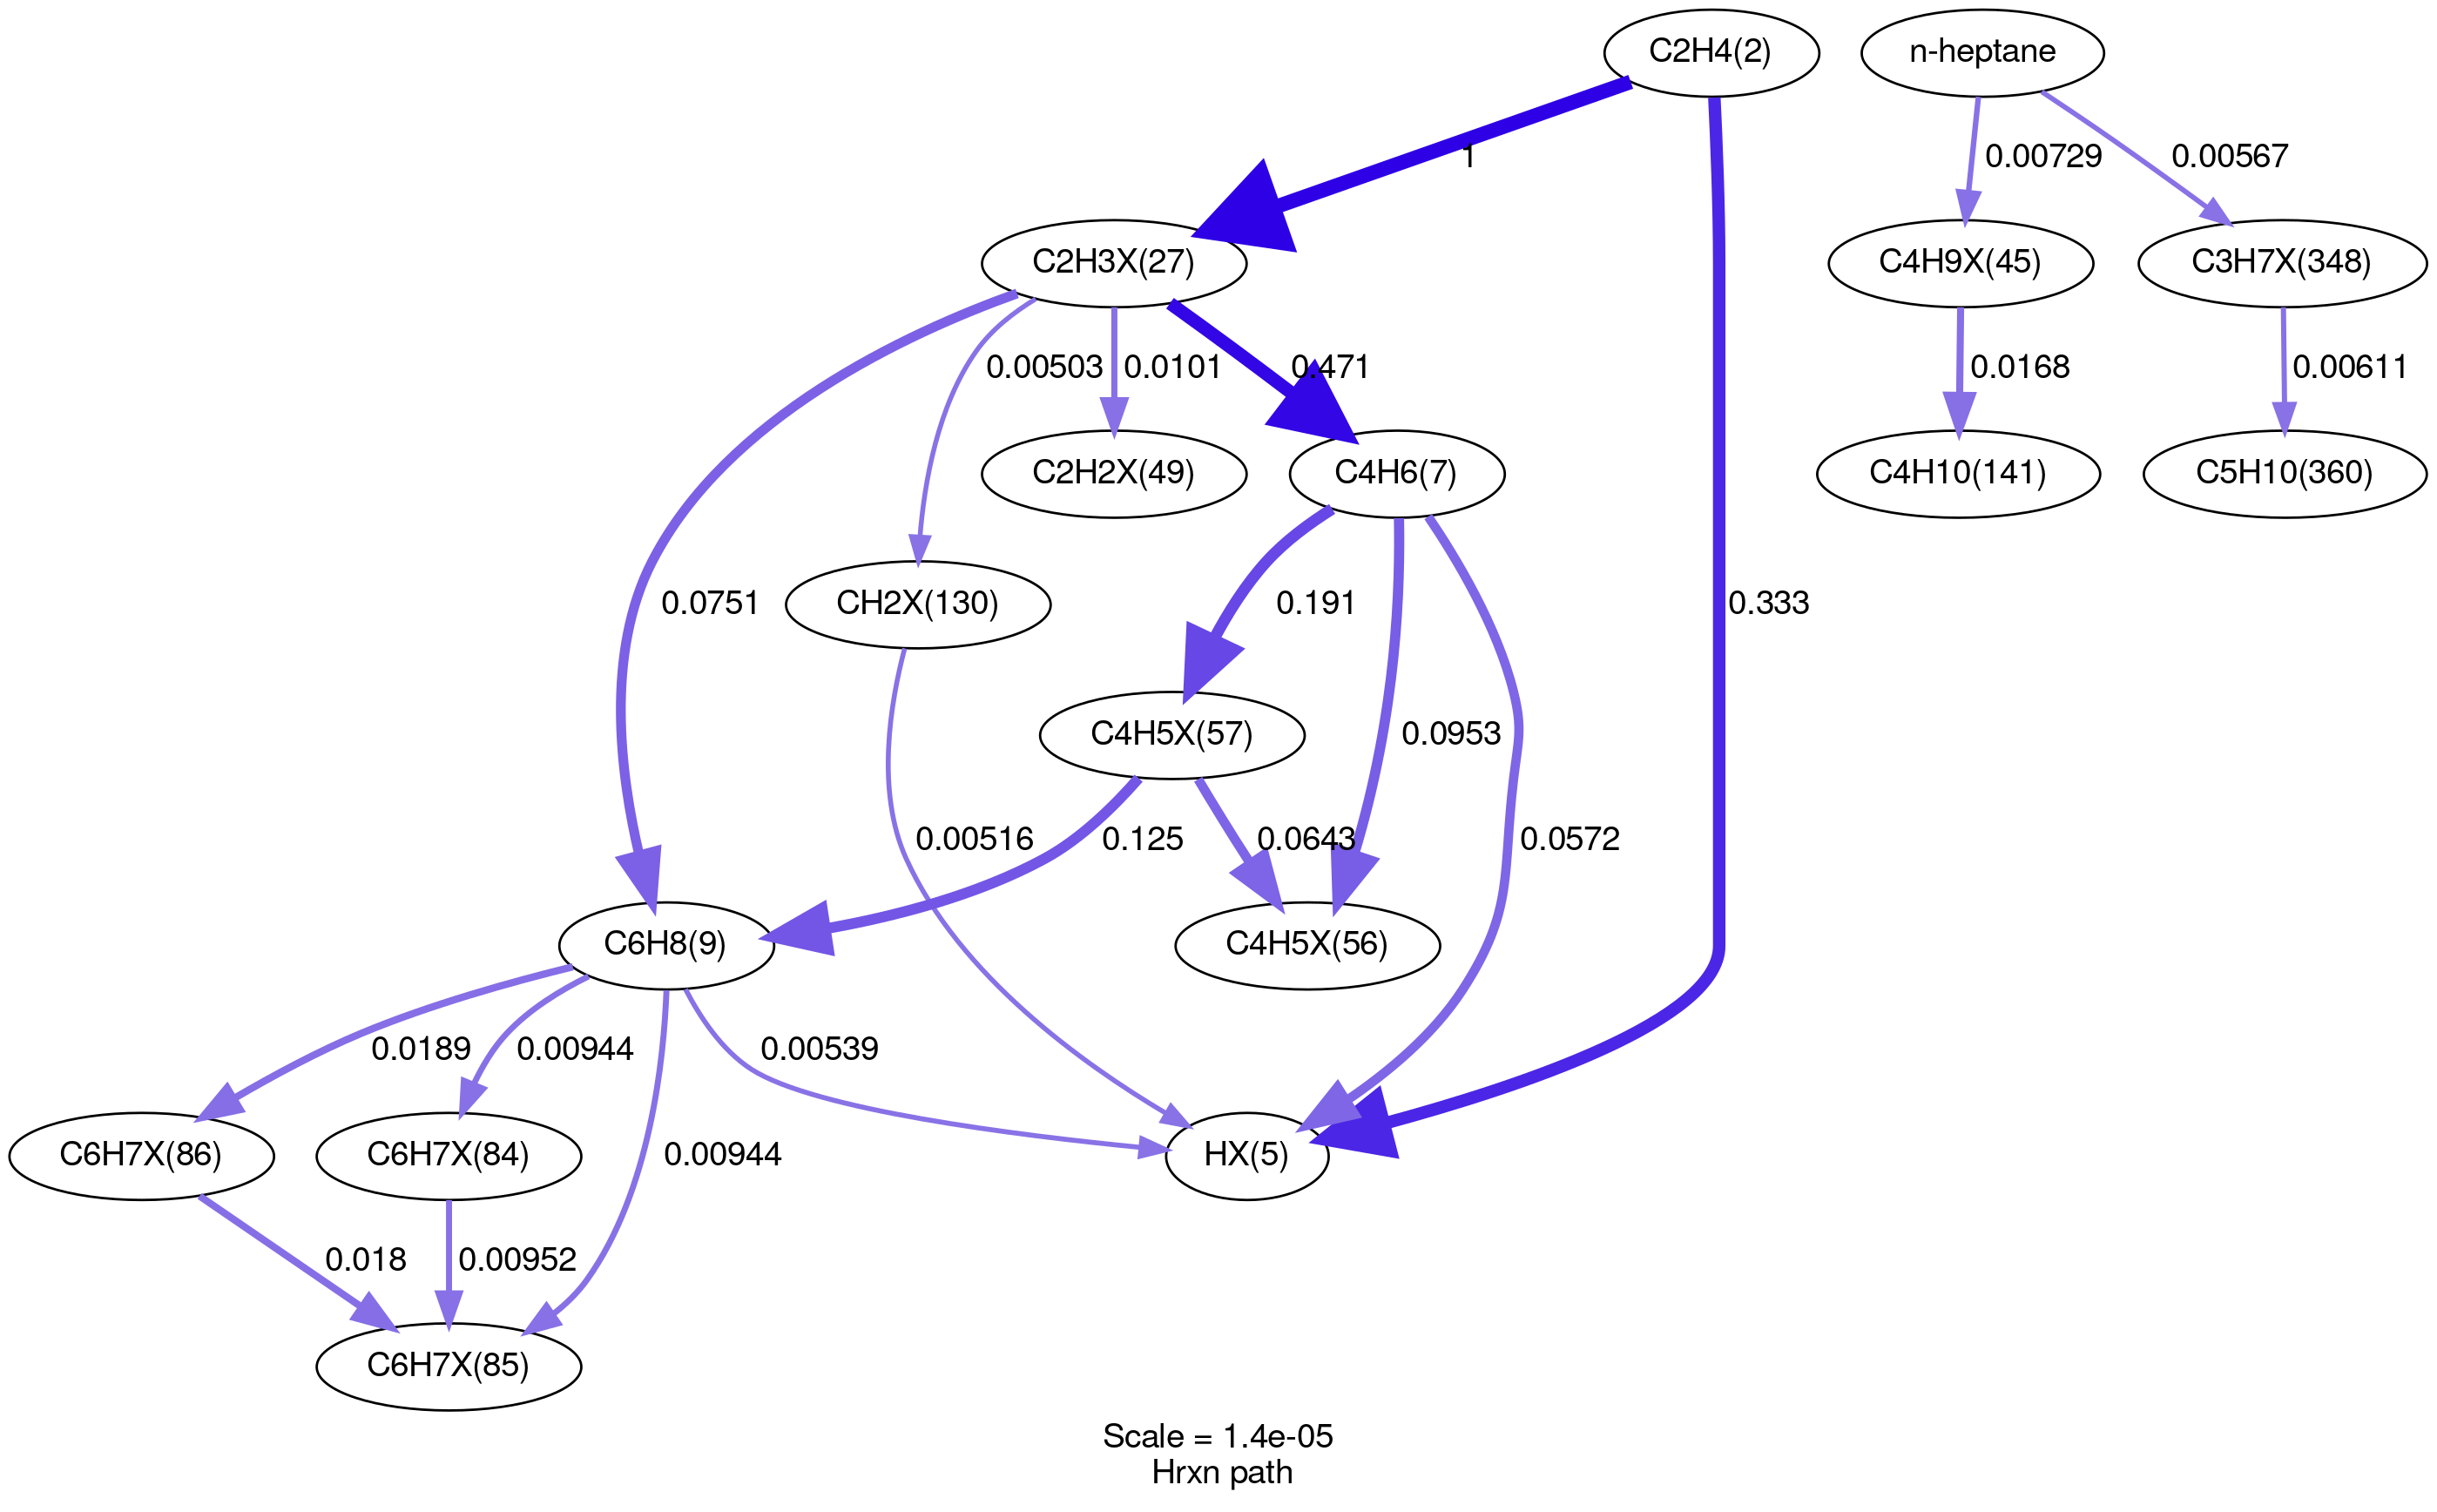 C2H4(2)
n-heptane
1
0.00729
0.00567
C2H3X(27)
C4H9X(45)
C3H7X(348)
0.00503
0.0101
0.471
0.0168
0.00611
C2H2X(49)
C4H6(7)
C4H10(141)
C5H10(360)
0.0751
CH2X(130)
0.191
0.333
C4H5X(57)
0.0953
0.00516
0.125
0.0643
0.0572
C6H8(9)
C4H5X(56)
0.0189
0.00944
0.00539
C6H7X(86)
C6H7X(84)
0.00944
HX(5)
0.018
0.00952
C6H7X(85)
Scale = 1.4e-05
Hrxn path